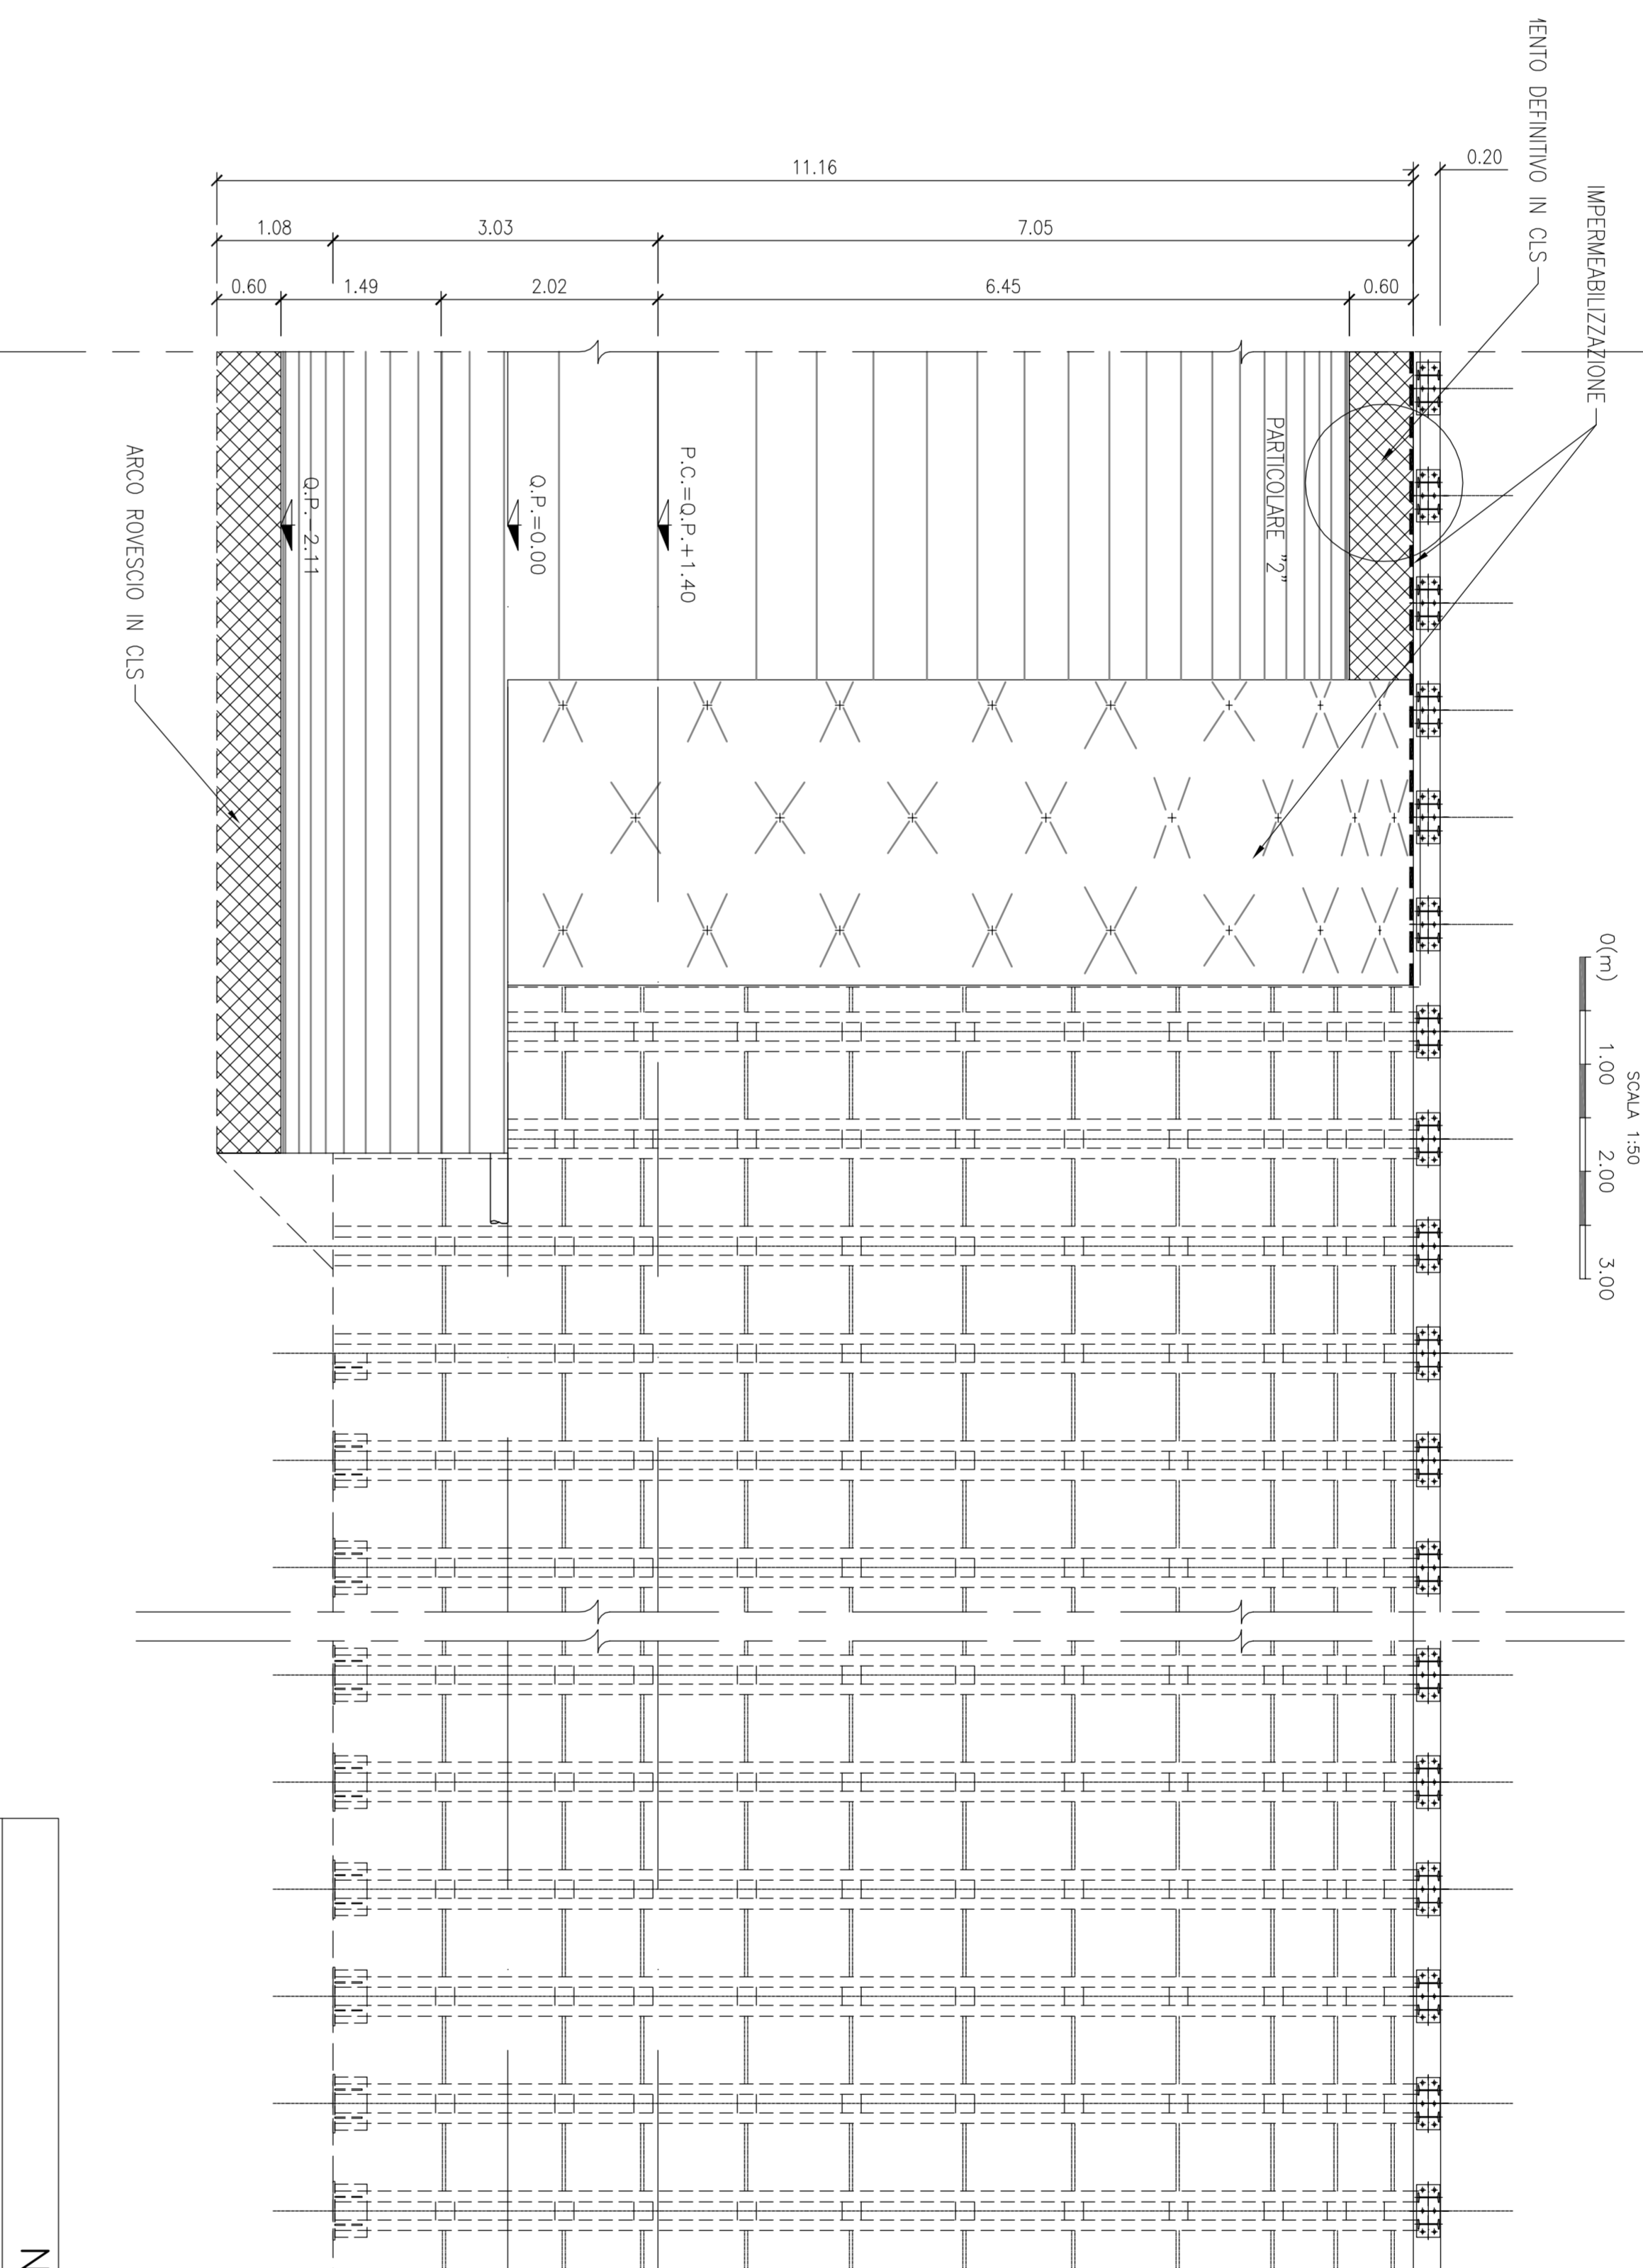 MENTO DEFINITIVO IN CLS
IMPERMEABILIZZAZIONE
0.20
11.16
1.08
3.03
7.05
0.60
1.49
2.02
6.45
0.60
PARTICOLARE "2"
P.C.=Q.P.+1.40
Q.P.=0.00
Q.P.-2.11
ARCO ROVESCIO IN CLS
SCALA 1:50
0(m) 1.00 2.00 3.00
N